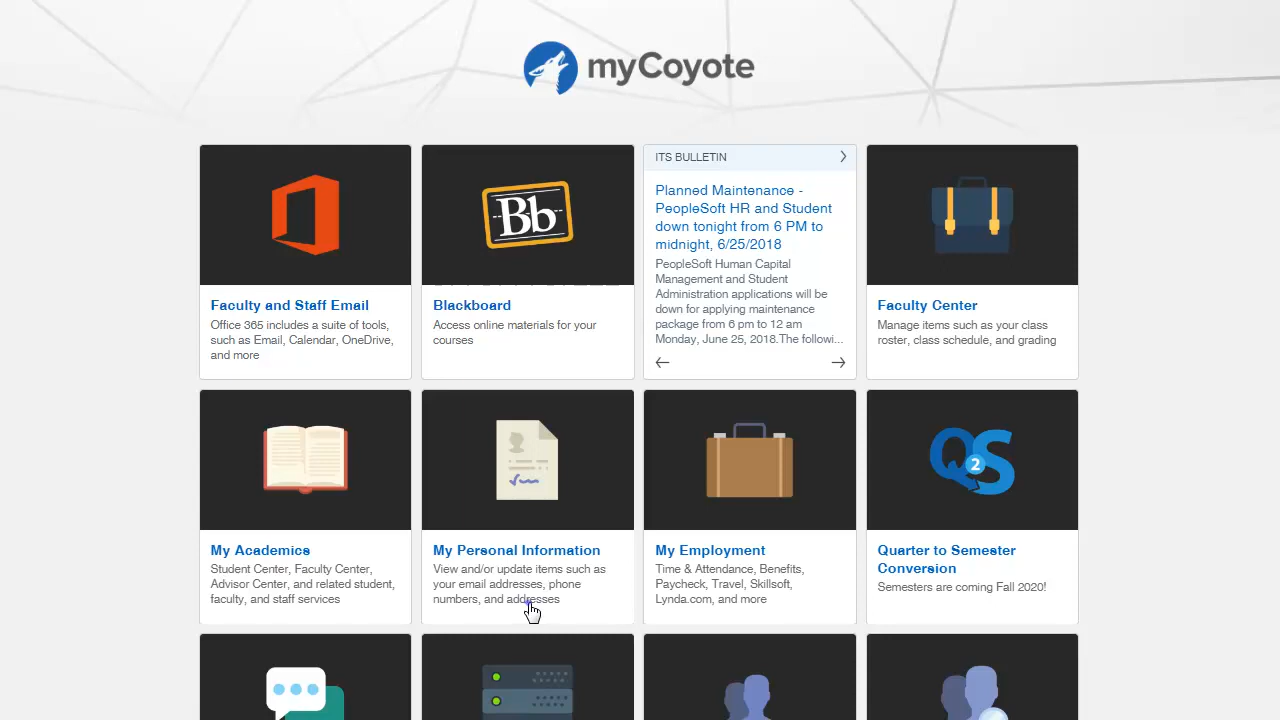 myCoyote
Bb
ITS BULLETIN
Planned Maintenance -
PeopleSoft HR and Student
down tonight from 6 PM to
midnight, 6/25/2018
PeopleSoft Human Capital
Management and Student
Administration applications will be
down for applying maintenance
package from 6 pm to 12 am
Monday, June 25, 2018.The followi...
Faculty and Staff Email
Office 365 includes a suite of tools,
such as Email, Calendar, OneDrive,
and more
Blackboard
Access online materials for your
courses
Faculty Center
Manage items such as your class
roster, class schedule, and grading
Q2S
My Academics
Student Center, Faculty Center,
Advisor Center, and related student,
faculty, and staff services
My Personal Information
View and/or update items such as
your email addresses, phone
numbers, and addresses
My Employment
Time & Attendance, Benefits,
Paycheck, Travel, Skillsoft,
Lynda.com, and more
Quarter to Semester
Conversion
Semesters are coming Fall 2020!